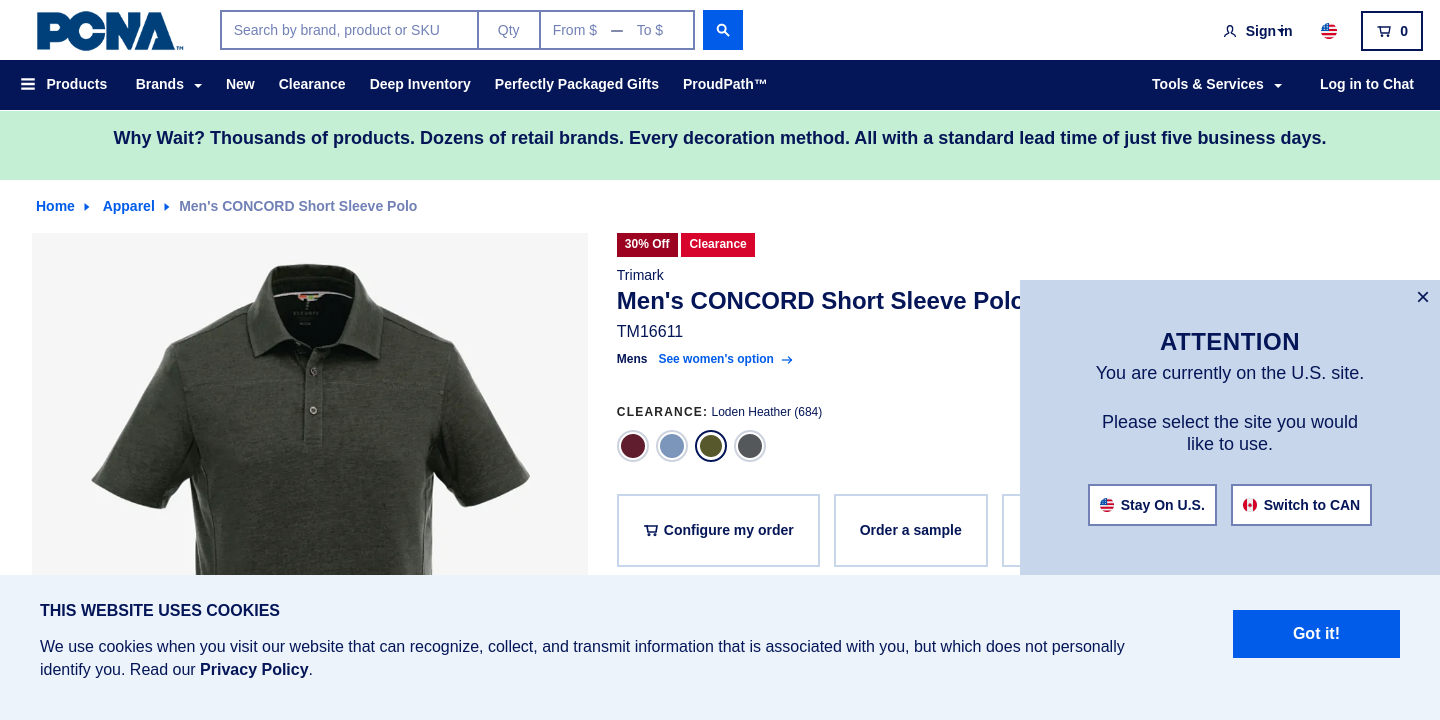 PCNA™
Search by brand, product or SKU
Qty
From $ — To $
Sign in
0
Products
Brands
New
Clearance
Deep Inventory
Perfectly Packaged Gifts
ProudPath™
Tools & Services
Log in to Chat
Why Wait? Thousands of products. Dozens of retail brands. Every decoration method. All with a standard lead time of just five business days.
Home
Apparel
Men's CONCORD Short Sleeve Polo
30% Off
Clearance
Trimark
Men's CONCORD Short Sleeve Polo
TM16611
Mens See women's option
CLEARANCE: Loden Heather (684)
Configure my order
Order a sample
×
ATTENTION
You are currently on the U.S. site.
Please select the site you would
like to use.
Stay On U.S.
Switch to CAN
THIS WEBSITE USES COOKIES
We use cookies when you visit our website that can recognize, collect, and transmit information that is associated with you, but which does not personally
identify you. Read our Privacy Policy.
Got it!